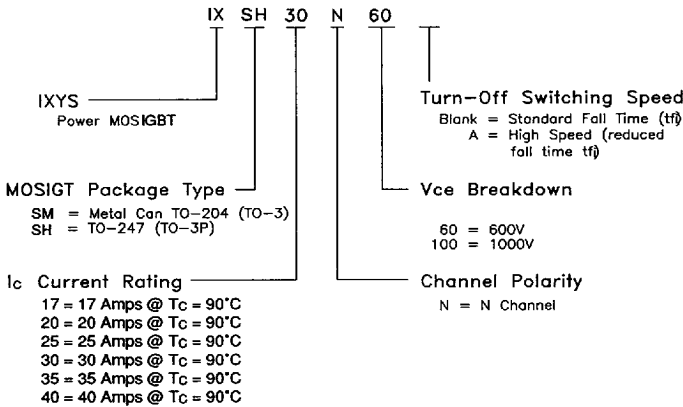 IX SH 30 N 60
IXYS
Power MOSIGBT
Turn-Off Switching Speed
Blank = Standard Fall Time (tfi)
A = High Speed (reduced
fall time tfi)
MOSIGT Package Type
SM = Metal Can TO-204 (TO-3)
SH = TO-247 (TO-3P)
Vce Breakdown
60 = 600V
100 = 1000V
Ic Current Rating
17 = 17 Amps @ Tc = 90°C
20 = 20 Amps @ Tc = 90°C
25 = 25 Amps @ Tc = 90°C
30 = 30 Amps @ Tc = 90°C
35 = 35 Amps @ Tc = 90°C
40 = 40 Amps @ Tc = 90°C
Channel Polarity
N = N Channel